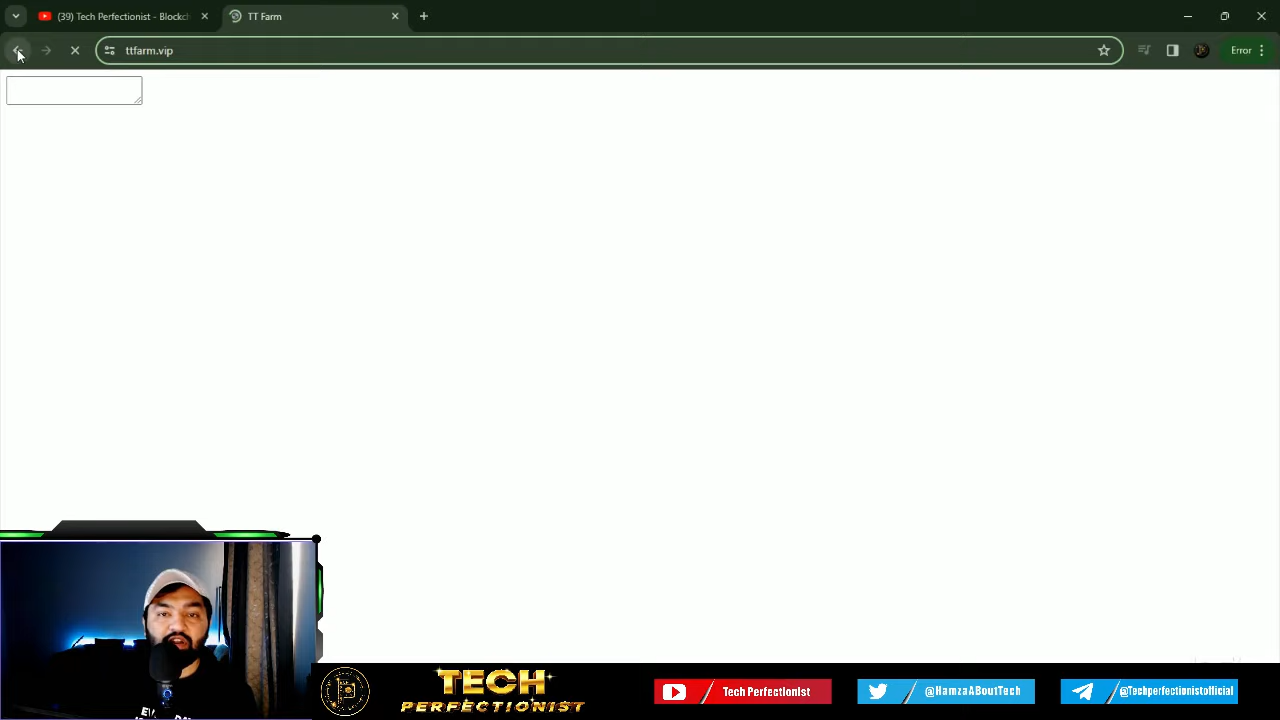 (39) Tech Perfectionist - Blockch
TT Farm
ttfarm.vip
Error
TECH
PERFECTIONIST
Tech Perfectionist
@HamzaABoutTech
@Techperfectionistofficial